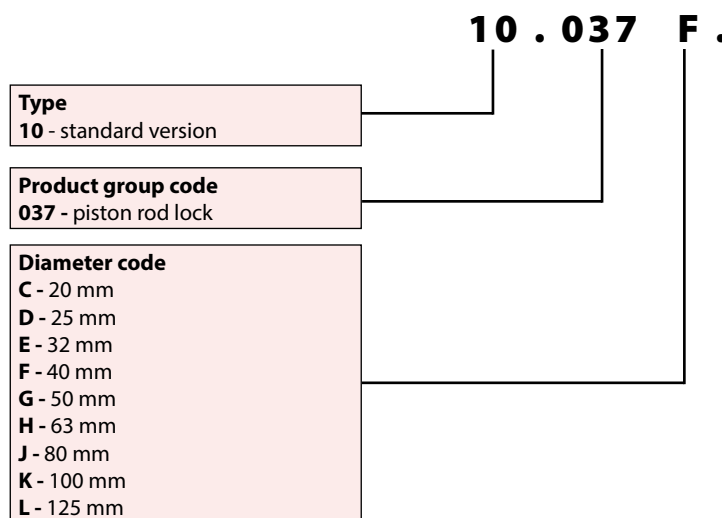 10 . 037 F .
Type
10 - standard version
Product group code
037 - piston rod lock
Diameter code
C - 20 mm
D - 25 mm
E - 32 mm
F - 40 mm
G - 50 mm
H - 63 mm
J - 80 mm
K - 100 mm
L - 125 mm